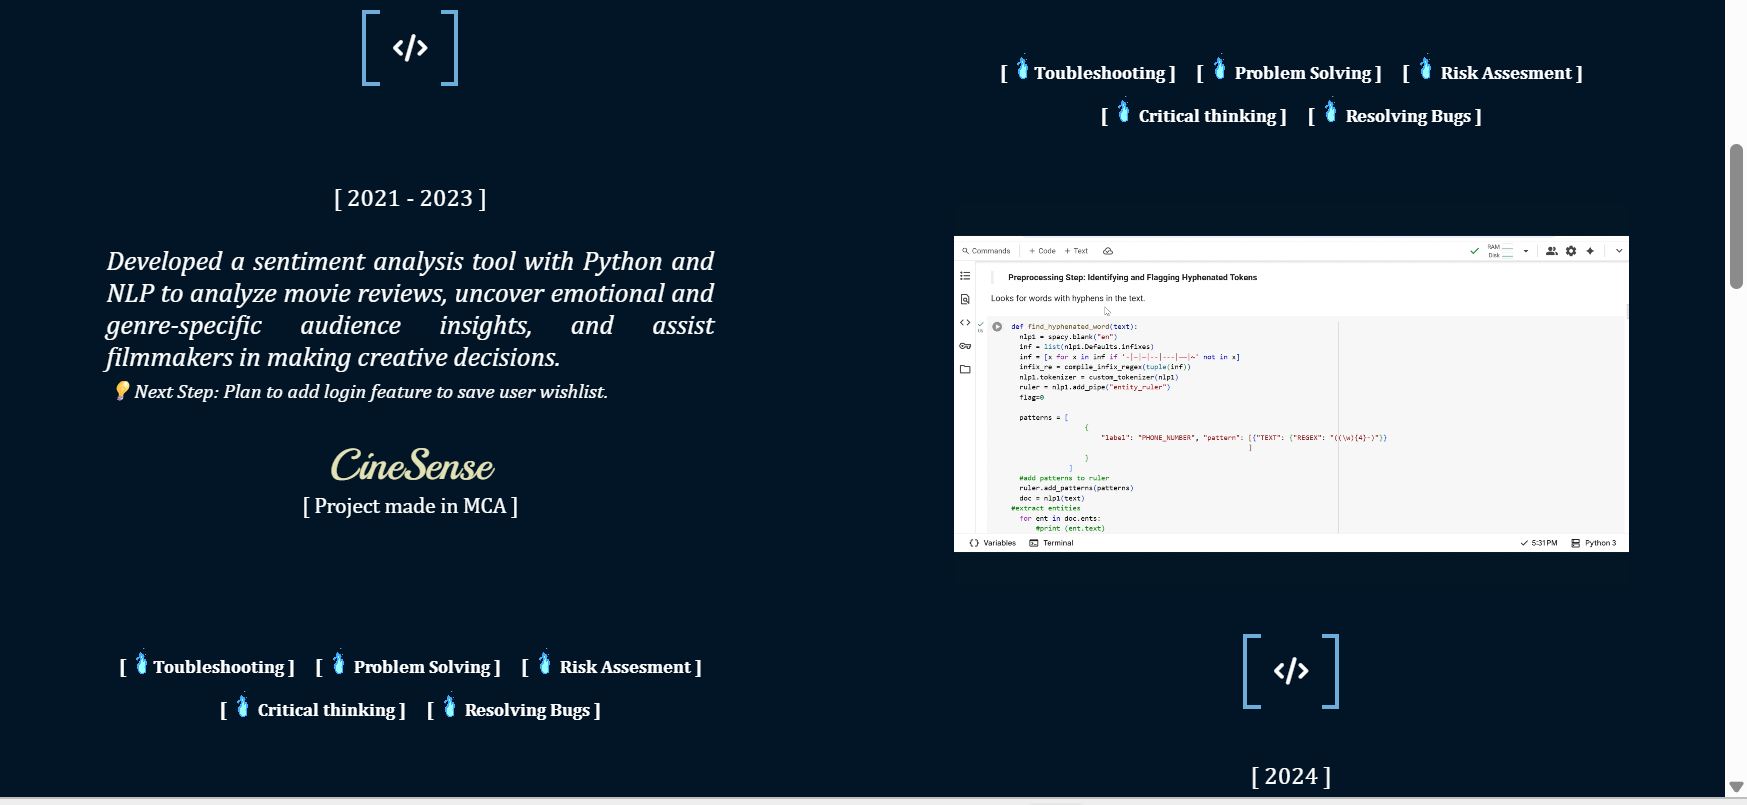 </>
[ 2021 - 2023 ]
Developed a sentiment analysis tool with Python and
NLP to analyze movie reviews, uncover emotional and
genre-specific audience insights, and assist
filmmakers in making creative decisions.
💡 Next Step: Plan to add login feature to save user wishlist.
CineSense
[ Project made in MCA ]
[ Toubleshooting ] [ Problem Solving ] [ Risk Assesment ]
[ Critical thinking ] [ Resolving Bugs ]
[ Toubleshooting ] [ Problem Solving ] [ Risk Assesment ]
[ Critical thinking ] [ Resolving Bugs ]
Commands + Code + Text RAM
Disk
Preprocessing Step: Identifying and Flagging Hyphenated Tokens
Looks for words with hyphens in the text.
def find_hyphenated_word(text):
nlp1 = spacy.blank("en")
inf = list(nlp1.Defaults.infixes)
inf = [x for x in inf if '-|–|—|--|---|——|~' not in x]
infix_re = compile_infix_regex(tuple(inf))
nlp1.tokenizer = custom_tokenizer(nlp1)
ruler = nlp1.add_pipe("entity_ruler")
flag=0
patterns = [
{
"label": "PHONE_NUMBER", "pattern": [{"TEXT": {"REGEX": "((\w){4}-)"}}
]
}
]
#add patterns to ruler
ruler.add_patterns(patterns)
doc = nlp1(text)
#extract entities
for ent in doc.ents:
#print (ent.text)
{} Variables Terminal 5:31 PM Python 3
</>
[ 2024 ]